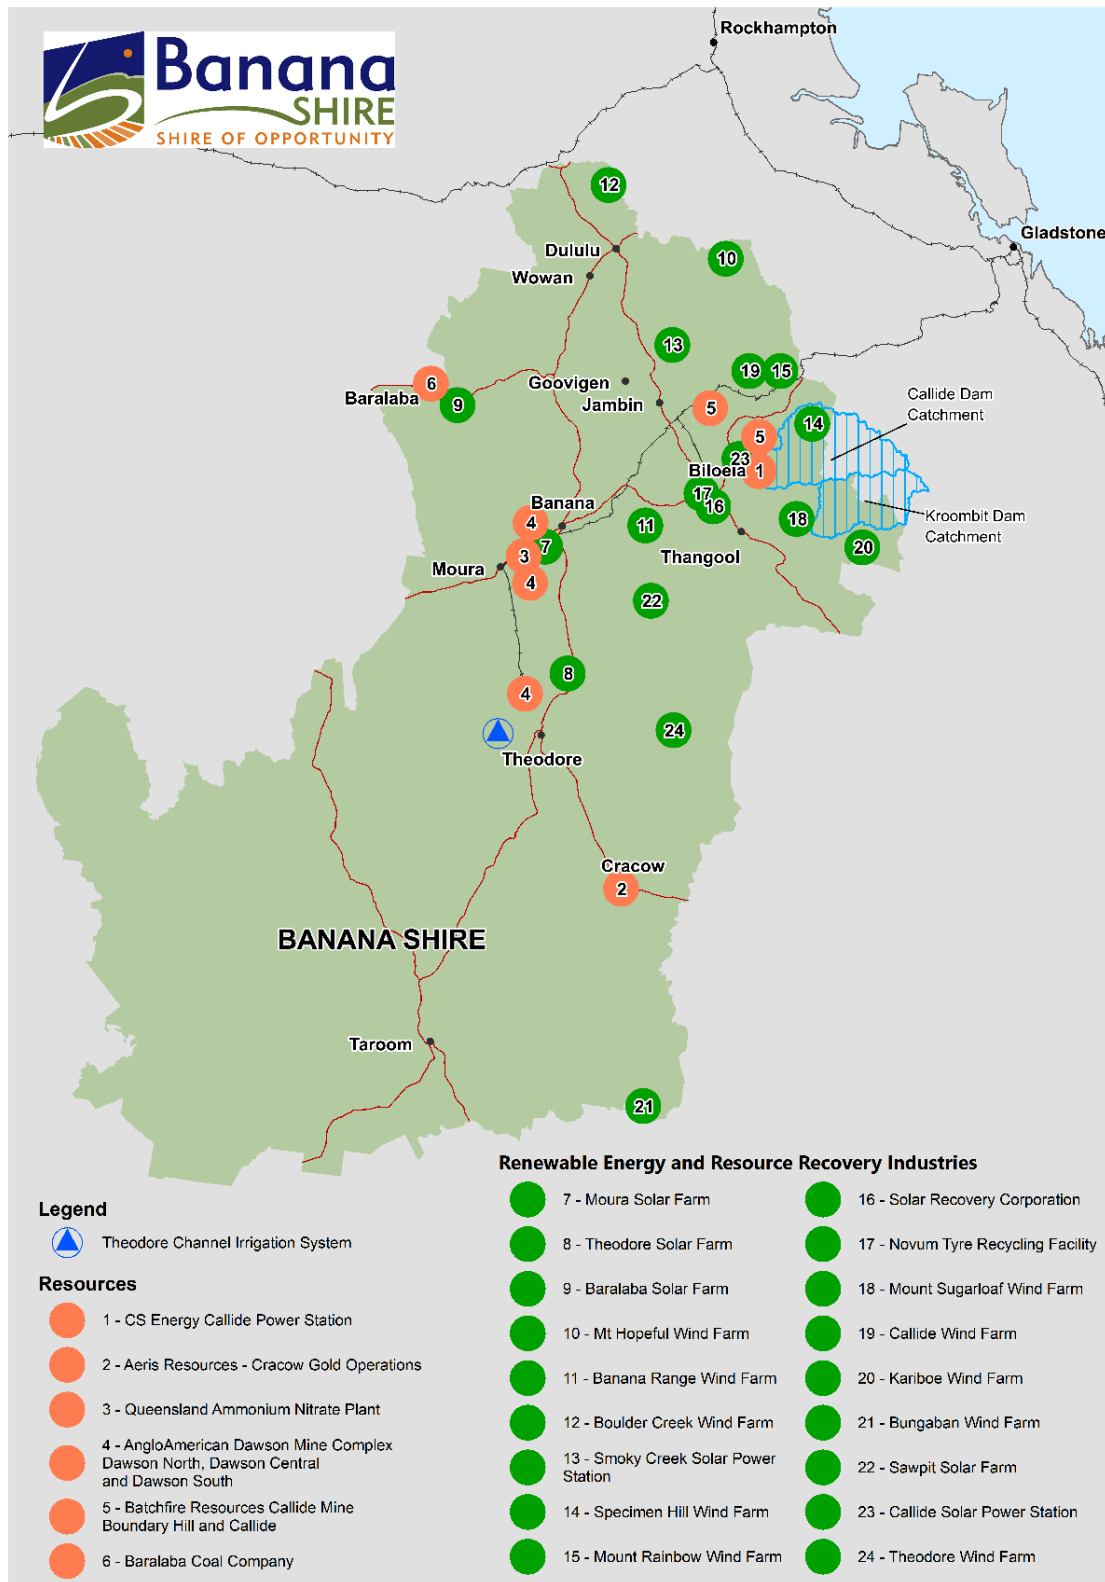 Banana
SHIRE
SHIRE OF OPPORTUNITY
Rockhampton
12
Gladstone
Dululu
10
Wowan
13
19
15
Goovigen
6
Baralaba
9
Jambin
5
Callide Dam
Catchment
14
5
23
Biloela
1
17
16
Banana
4
11
18
Kroombit Dam
Catchment
7
3
20
Thangool
Moura
4
22
8
4
24
Theodore
Cracow
2
BANANA SHIRE
Taroom
21
Legend
Theodore Channel Irrigation System
Resources
1 - CS Energy Callide Power Station
2 - Aeris Resources - Cracow Gold Operations
3 - Queensland Ammonium Nitrate Plant
4 - AngloAmerican Dawson Mine Complex
Dawson North, Dawson Central
and Dawson South
5 - Batchfire Resources Callide Mine
Boundary Hill and Callide
6 - Baralaba Coal Company
Renewable Energy and Resource Recovery Industries
7 - Moura Solar Farm
8 - Theodore Solar Farm
9 - Baralaba Solar Farm
10 - Mt Hopeful Wind Farm
11 - Banana Range Wind Farm
12 - Boulder Creek Wind Farm
13 - Smoky Creek Solar Power
Station
14 - Specimen Hill Wind Farm
15 - Mount Rainbow Wind Farm
16 - Solar Recovery Corporation
17 - Novum Tyre Recycling Facility
18 - Mount Sugarloaf Wind Farm
19 - Callide Wind Farm
20 - Kariboe Wind Farm
21 - Bungaban Wind Farm
22 - Sawpit Solar Farm
23 - Callide Solar Power Station
24 - Theodore Wind Farm